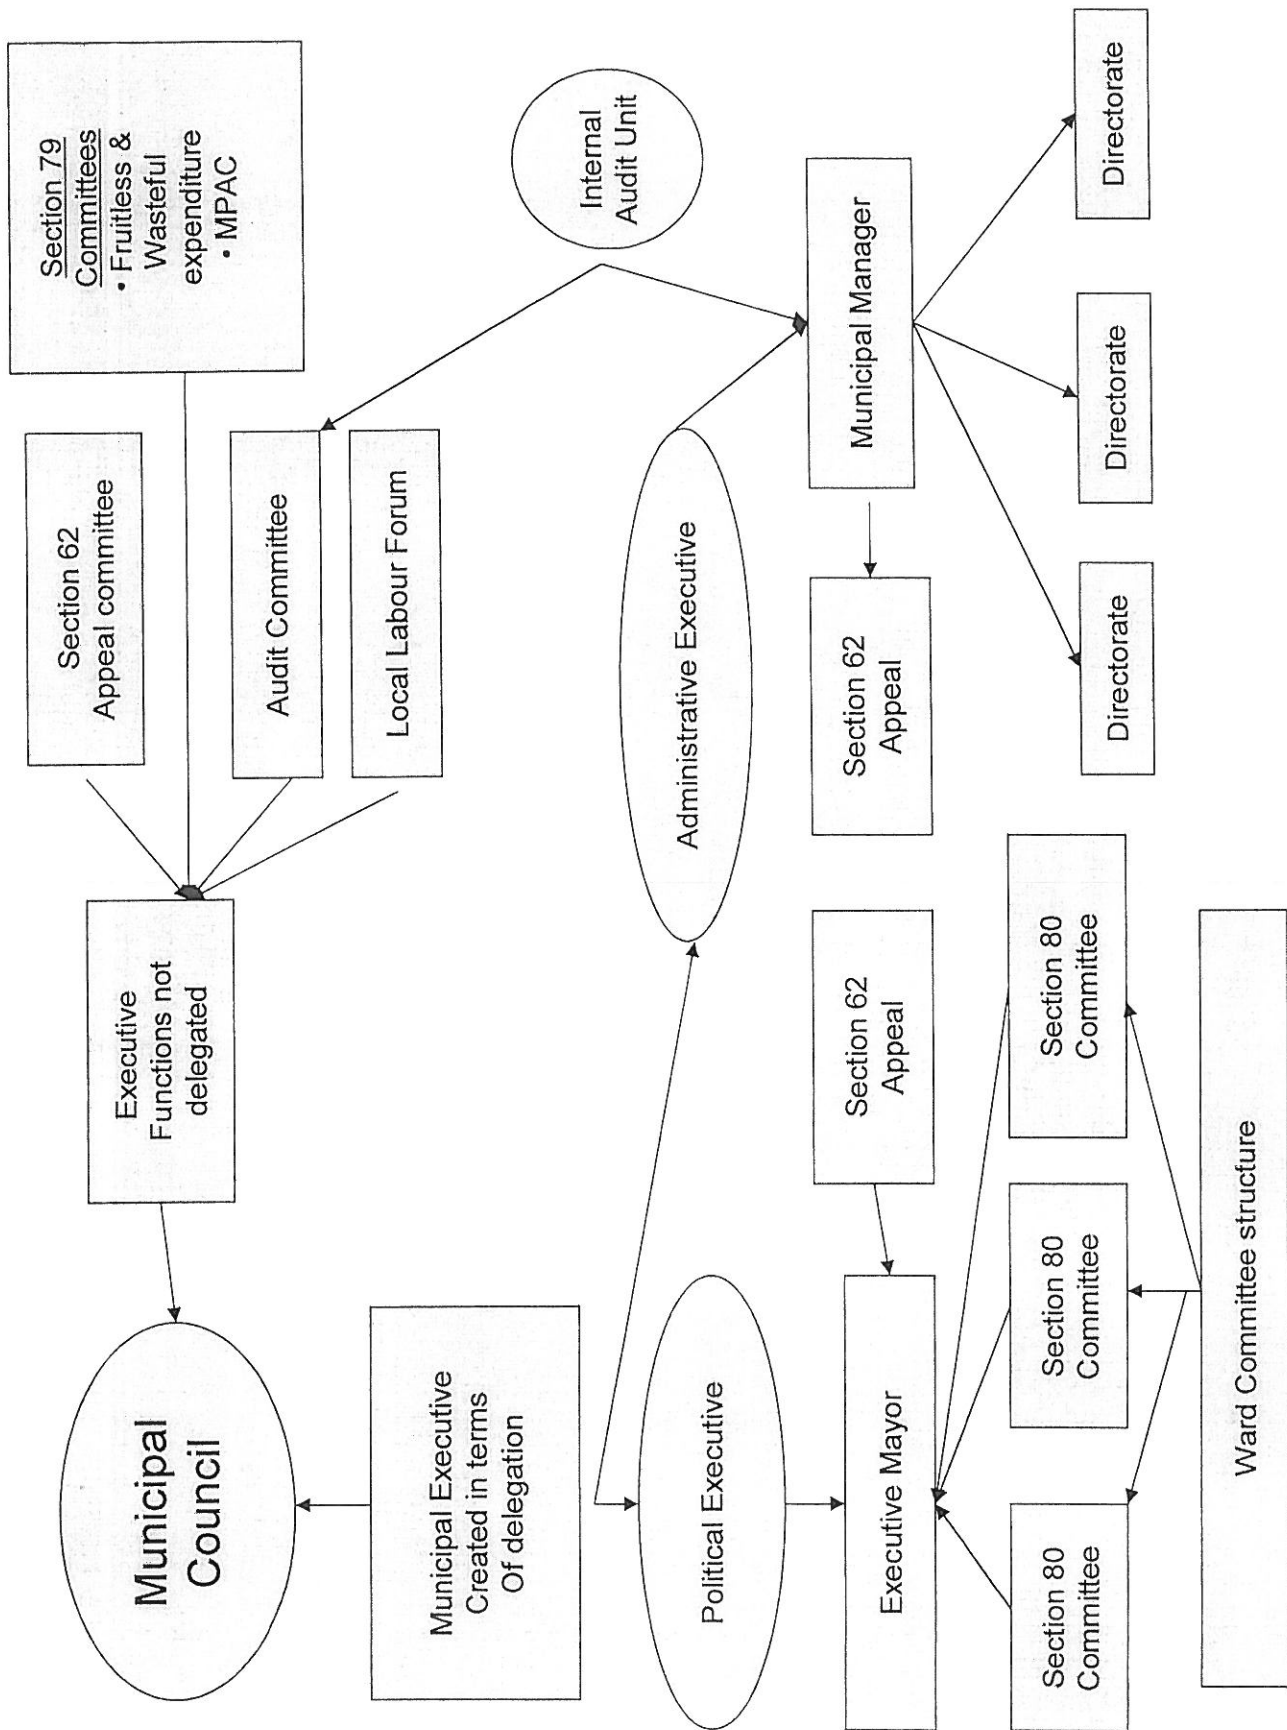 Municipal
Council
Executive
Functions not
delegated
Section 62
Appeal committee
Section 79
Committees
• Fruitless &
Wasteful
expenditure
• MPAC
Audit Committee
Local Labour Forum
Municipal Executive
Created in terms
Of delegation
Internal
Audit Unit
Political Executive
Administrative Executive
Executive Mayor
Section 62
Appeal
Section 62
Appeal
Municipal Manager
Section 80
Committee
Section 80
Committee
Section 80
Committee
Directorate
Directorate
Directorate
Ward Committee structure